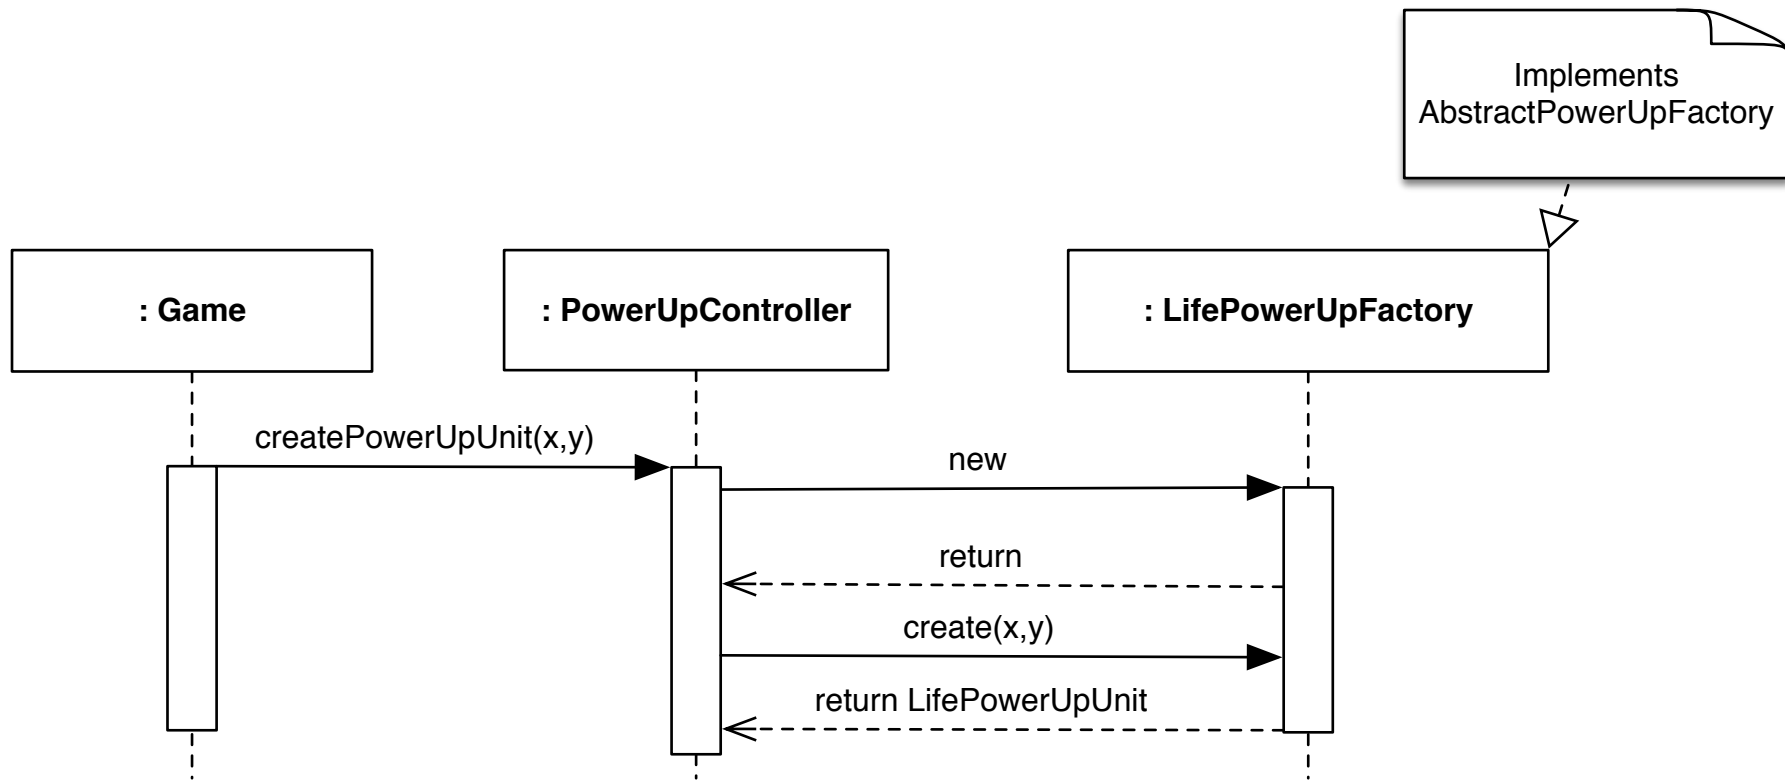 Implements
AbstractPowerUpFactory
: Game
: PowerUpController
: LifePowerUpFactory
createPowerUpUnit(x,y)
new
return
create(x,y)
return LifePowerUpUnit